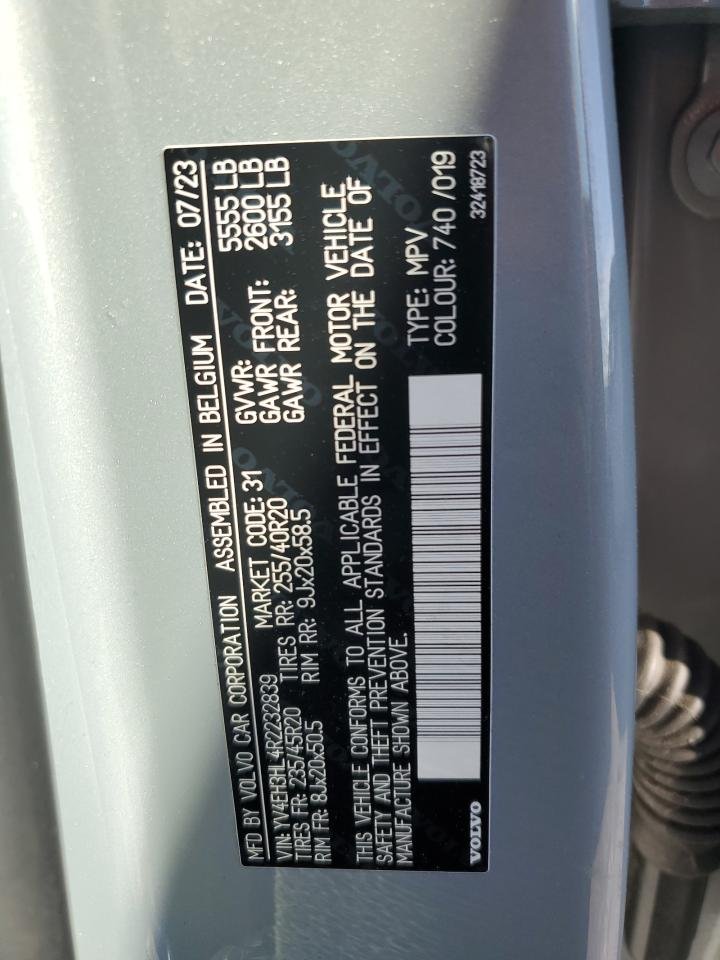 MFD BY VOLVO CAR CORPORATION ASSEMBLED IN BELGIUM DATE: 07/23
VIN: YV4EH3HL4R2232839 MARKET CODE: 31 GVWR: 5555 LB
TIRES FR: 235/45R20 TIRES RR: 255/40R20 GAWR FRONT: 2600 LB
RIM FR: 8Jx20x50.5 RIM RR: 9Jx20x58.5 GAWR REAR: 3155 LB
THIS VEHICLE CONFORMS TO ALL APPLICABLE FEDERAL MOTOR VEHICLE
SAFETY AND THEFT PREVENTION STANDARDS IN EFFECT ON THE DATE OF
MANUFACTURE SHOWN ABOVE.
TYPE: MPV
COLOUR: 740 /019
VOLVO 32418723